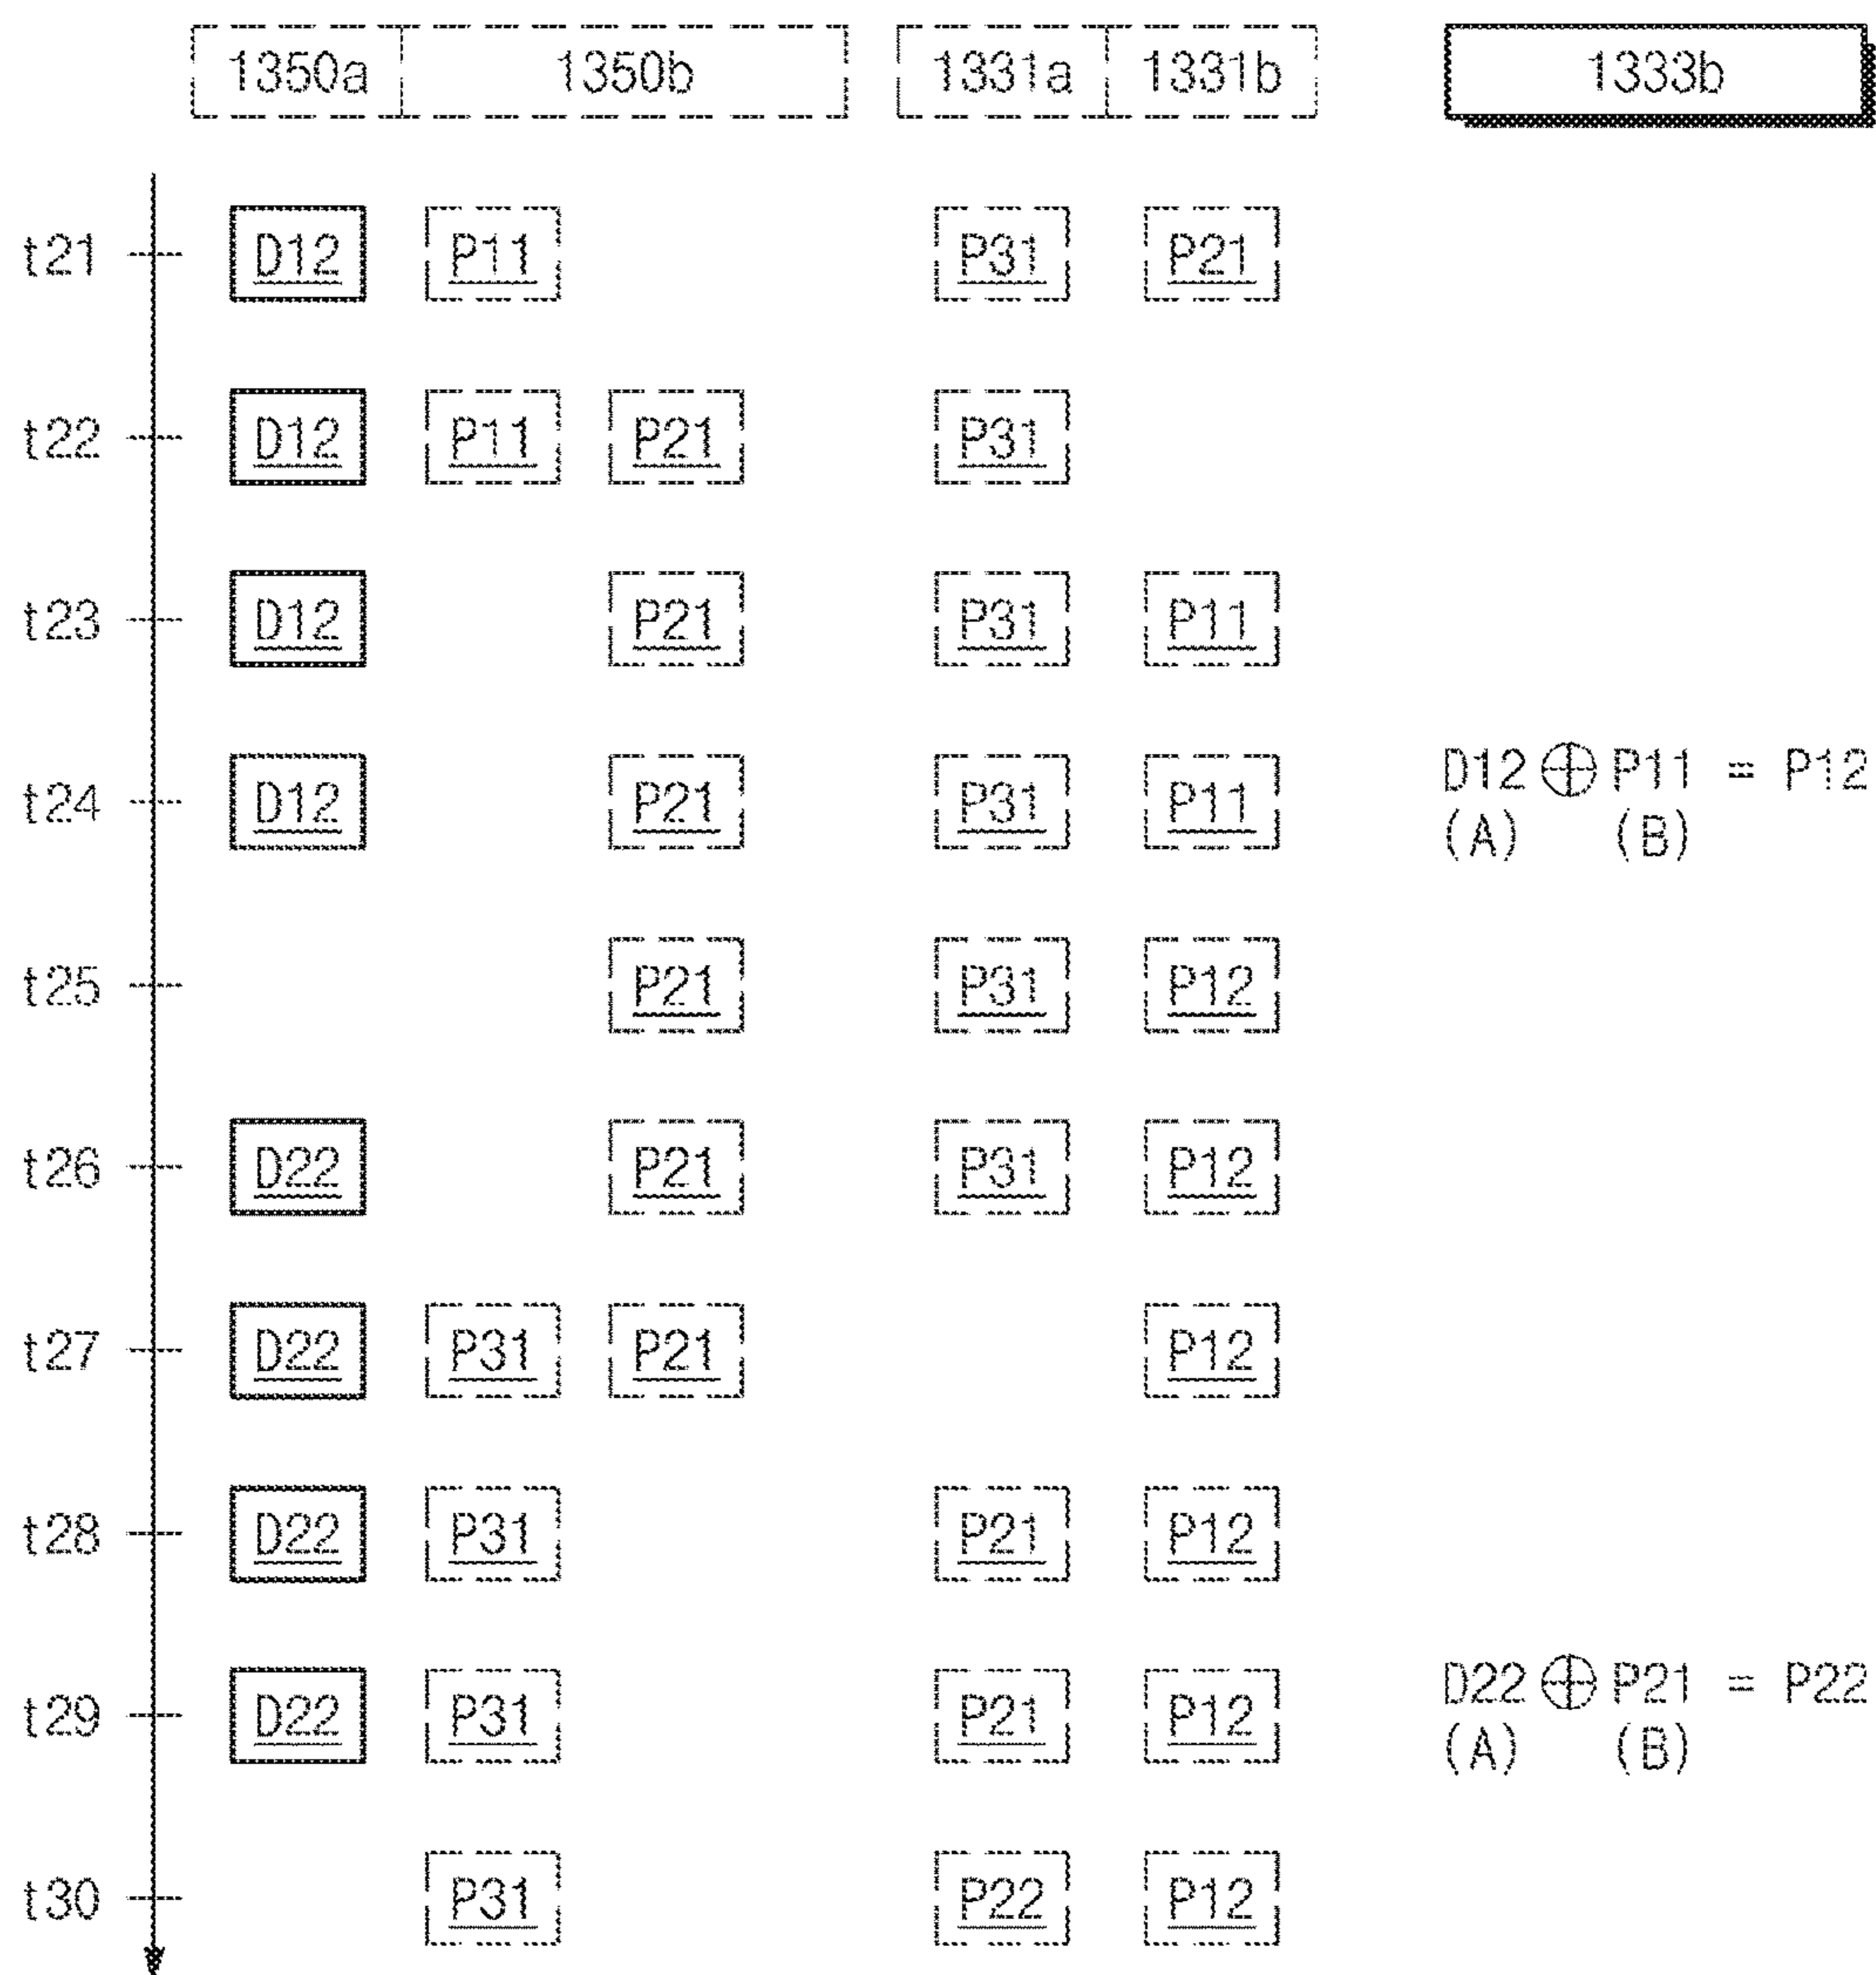 1350a 1350b 1331a 1331b 1333b
t21 D12 P11 P31 P21
t22 D12 P11 P21 P31
t23 D12 P21 P31 P11
t24 D12 P21 P31 P11 D12 ⊕ P11 = P12
(A) (B)
t25 P21 P31 P12
t26 D22 P21 P31 P12
t27 D22 P31 P21 P12
t28 D22 P31 P21 P12
t29 D22 P31 P21 P12 D22 ⊕ P21 = P22
(A) (B)
t30 P31 P22 P12